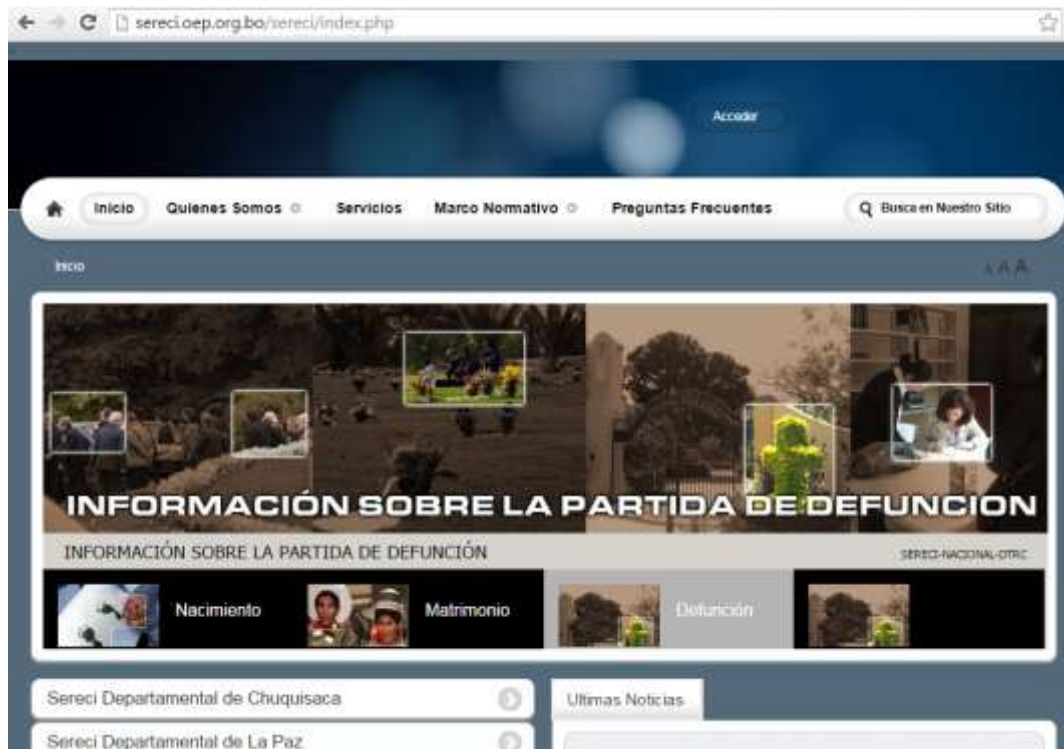 sereci.oep.org.bo/sereci/index.php
Acceder
Inicio Quienes Somos Servicios Marco Normativo Preguntas Frecuentes Busca en Nuestro Sitio
Inicio
A A A
INFORMACIÓN SOBRE LA PARTIDA DE DEFUNCION
INFORMACIÓN SOBRE LA PARTIDA DE DEFUNCIÓN SERECI-NACIONAL-DTRC
Nacimiento Matrimonio Defunción
Sereci Departamental de Chuquisaca
Ultimas Noticias
Sereci Departamental de La Paz